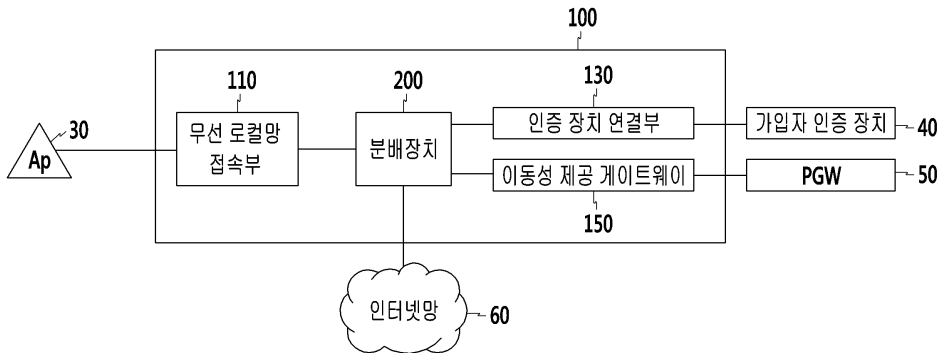 100
110
200
130
30
Ap
무선 로컬망
접속부
분배장치
인증 장치 연결부
가입자 인증 장치
40
이동성 제공 게이트웨이
PGW
50
150
인터넷망
60